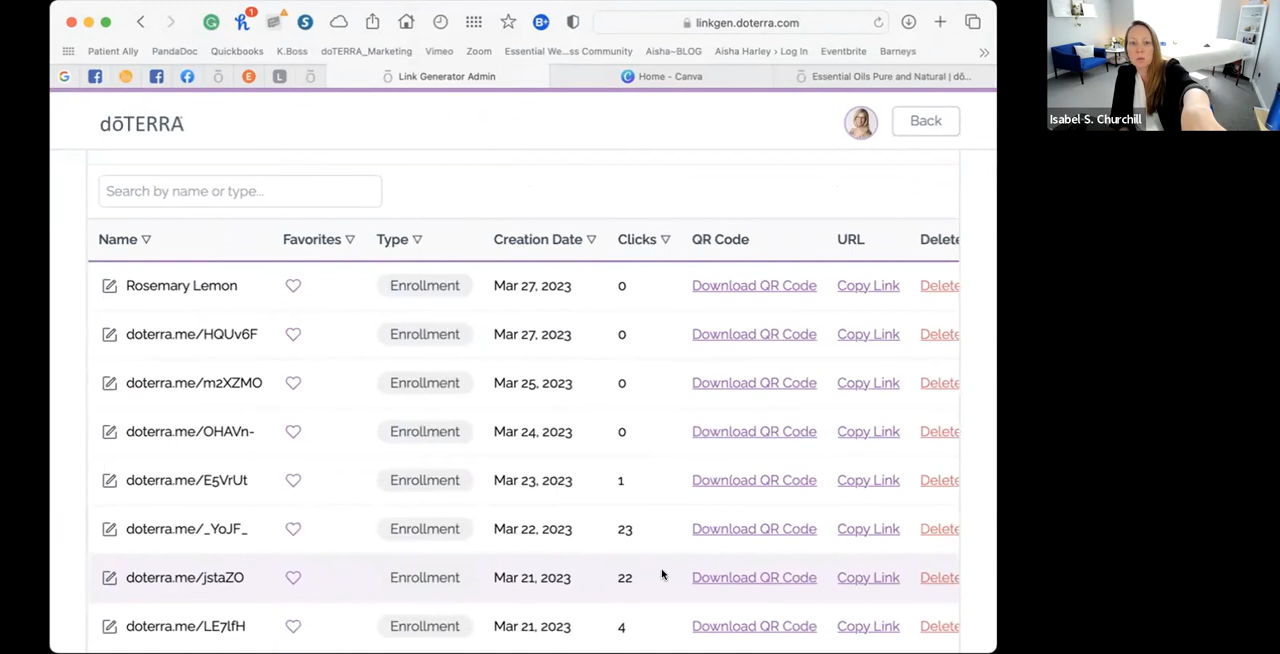 1
linkgen.doterra.com
Patient Ally PandaDoc Quickbooks K.Boss doTERRA_Marketing Vimeo Zoom Essential We...ss Community Aisha~BLOG Aisha Harley › Log In Eventbrite Barneys
Link Generator Admin Home - Canva Essential Oils Pure and Natural | dō...
dōTERRA Back
Isabel S. Churchill
Search by name or type...
Name Favorites Type Creation Date Clicks QR Code URL Delete
Rosemary Lemon Enrollment Mar 27, 2023 0 Download QR Code Copy Link Delete
doterra.me/HQUv6F Enrollment Mar 27, 2023 0 Download QR Code Copy Link Delete
doterra.me/m2XZMO Enrollment Mar 25, 2023 0 Download QR Code Copy Link Delete
doterra.me/OHAVn- Enrollment Mar 24, 2023 0 Download QR Code Copy Link Delete
doterra.me/E5VrUt Enrollment Mar 23, 2023 1 Download QR Code Copy Link Delete
doterra.me/_YoJF_ Enrollment Mar 22, 2023 23 Download QR Code Copy Link Delete
doterra.me/jstaZO Enrollment Mar 21, 2023 22 Download QR Code Copy Link Delete
doterra.me/LE7lfH Enrollment Mar 21, 2023 4 Download QR Code Copy Link Delete